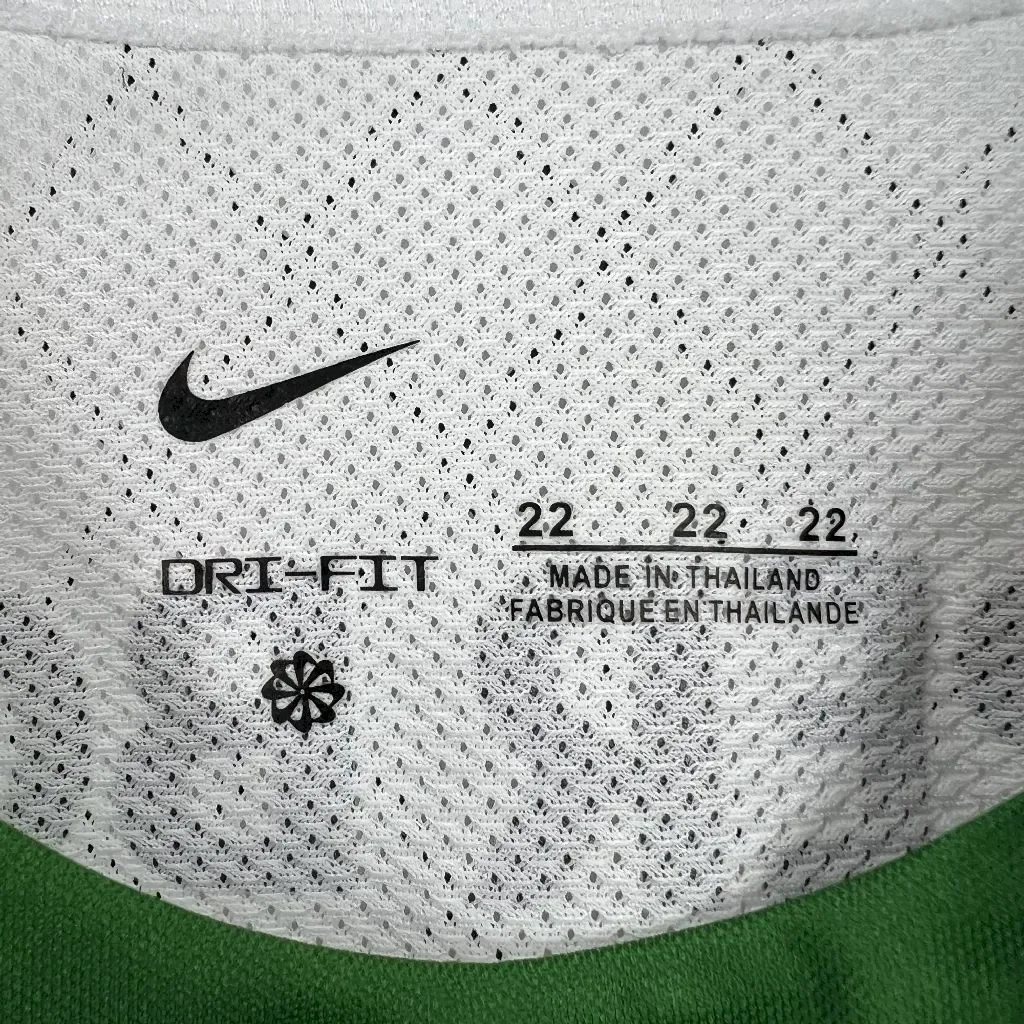 22 22 22
DRI-FIT
MADE IN THAILAND
FABRIQUE EN THAILANDE